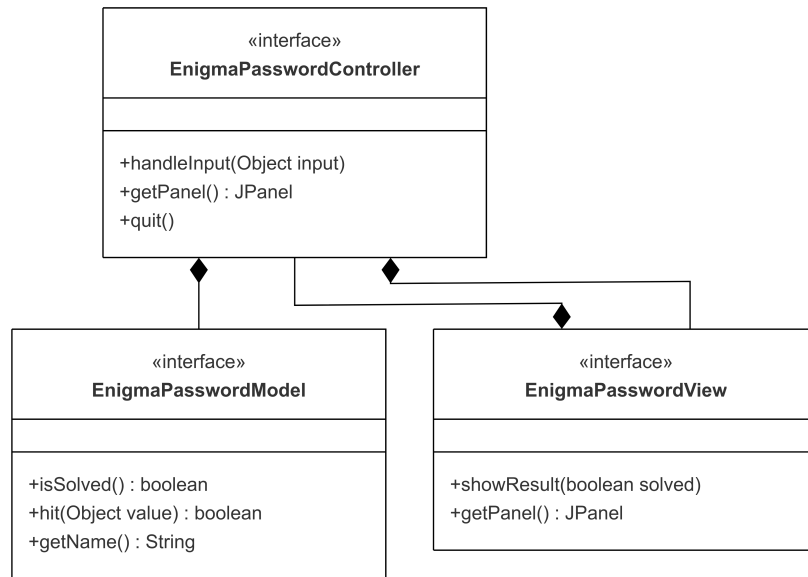 «interface»
EnigmaPasswordController
+handleInput(Object input)
+getPanel() : JPanel
+quit()
«interface»
EnigmaPasswordModel
+isSolved() : boolean
+hit(Object value) : boolean
+getName() : String
«interface»
EnigmaPasswordView
+showResult(boolean solved)
+getPanel() : JPanel